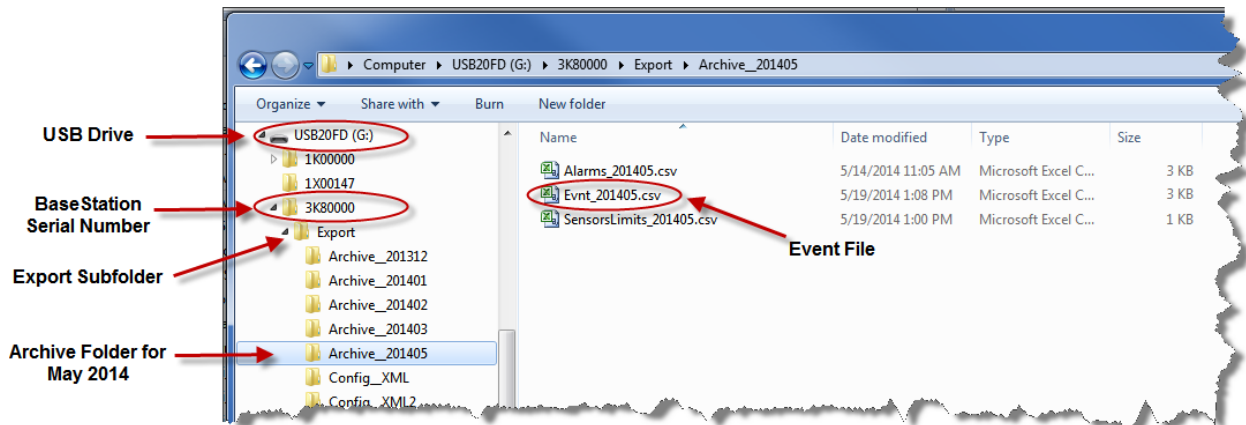 Computer ▸ USB20FD (G:) ▸ 3K80000 ▸ Export ▸ Archive__201405
Organize Share with Burn New folder
USB Drive
BaseStation
Serial Number
Export Subfolder
Archive Folder for
May 2014
USB20FD (G:)
1K00000
1X00147
3K80000
Export
Archive__201312
Archive__201401
Archive__201402
Archive__201403
Archive__201405
Config__XML
Config__XML2
Name Date modified Type Size
Alarms_201405.csv 5/14/2014 11:05 AM Microsoft Excel C... 3 KB
Evnt_201405.csv 5/19/2014 1:08 PM Microsoft Excel C... 3 KB
SensorsLimits_201405.csv 5/19/2014 1:00 PM Microsoft Excel C... 1 KB
Event File